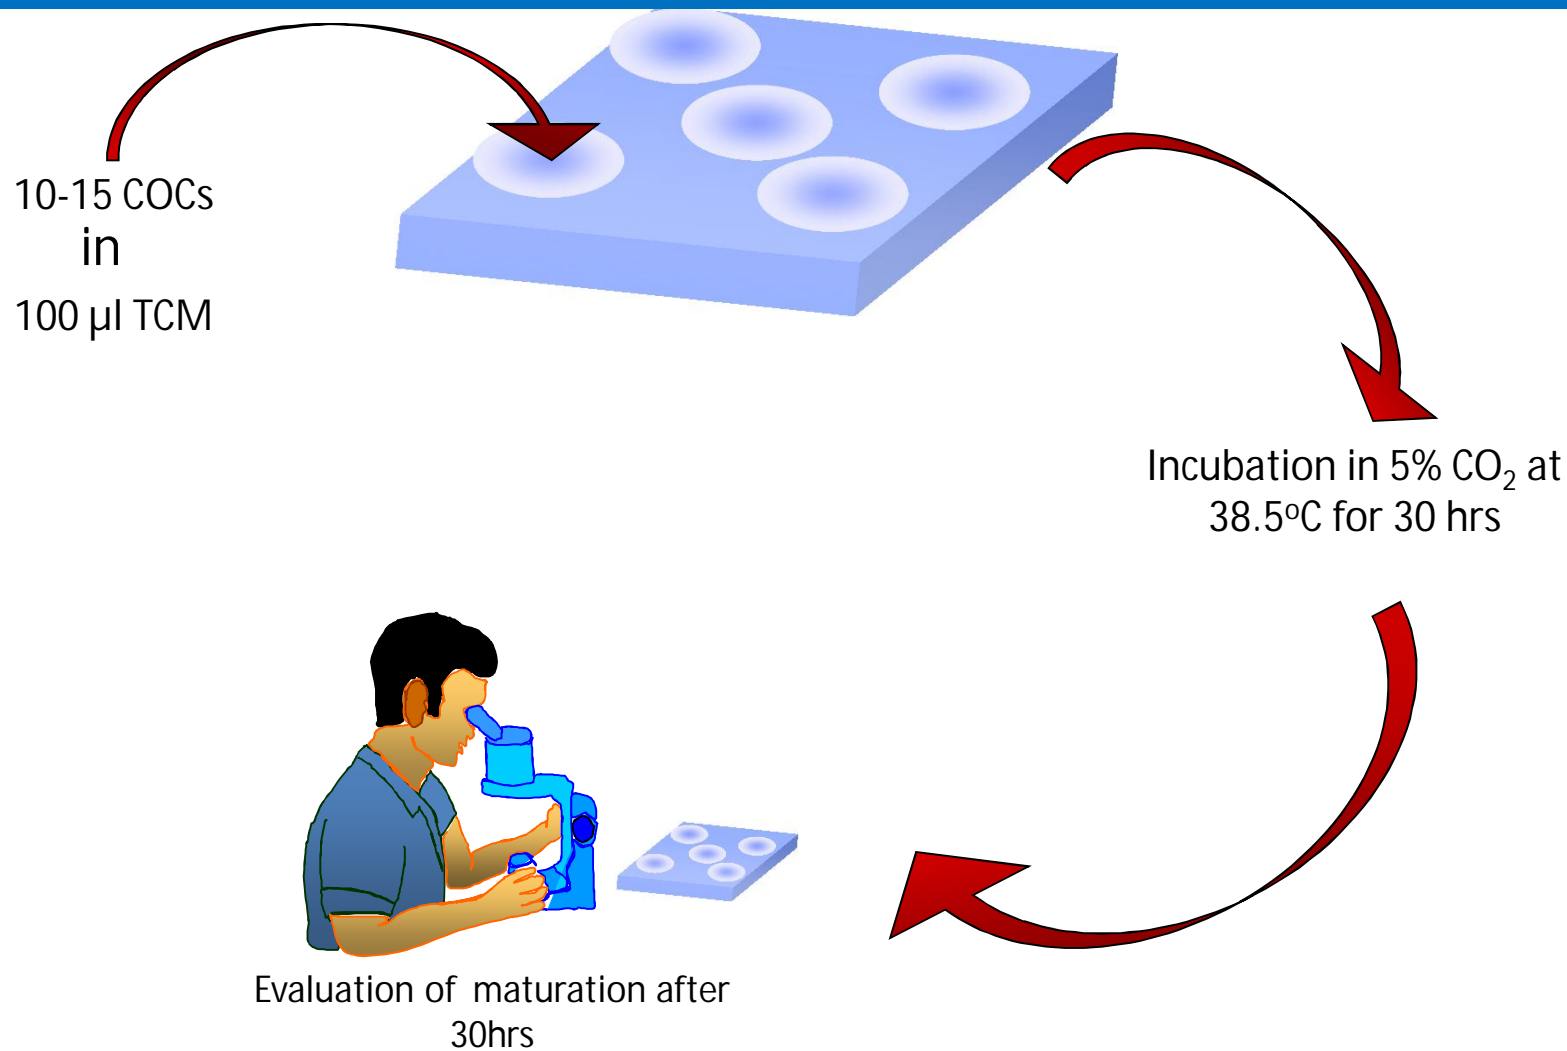 10-15 COCs
in
100 µl TCM
Incubation in 5% CO₂ at
38.5ºC for 30 hrs
Evaluation of  maturation after
30hrs